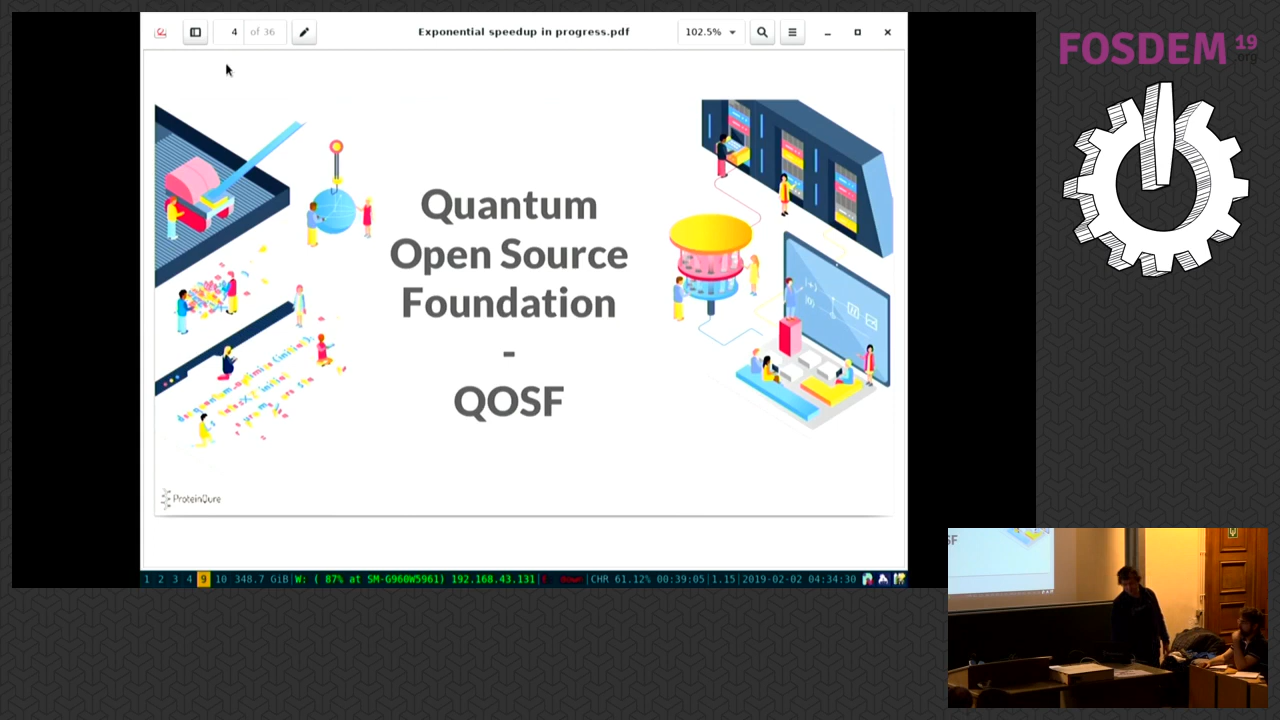 4 of 36
Exponential speedup in progress.pdf
102.5%
FOSDEM 19
.org
Quantum
Open Source
Foundation
-
QOSF
ProteinQure
1 2 3 4 9 10 348.7 GiB|W: ( 87% at SM-G960W5961) 192.168.43.131|E: down|CHR 61.12% 00:39:05|1.15|2019-02-02 04:34:30
SF